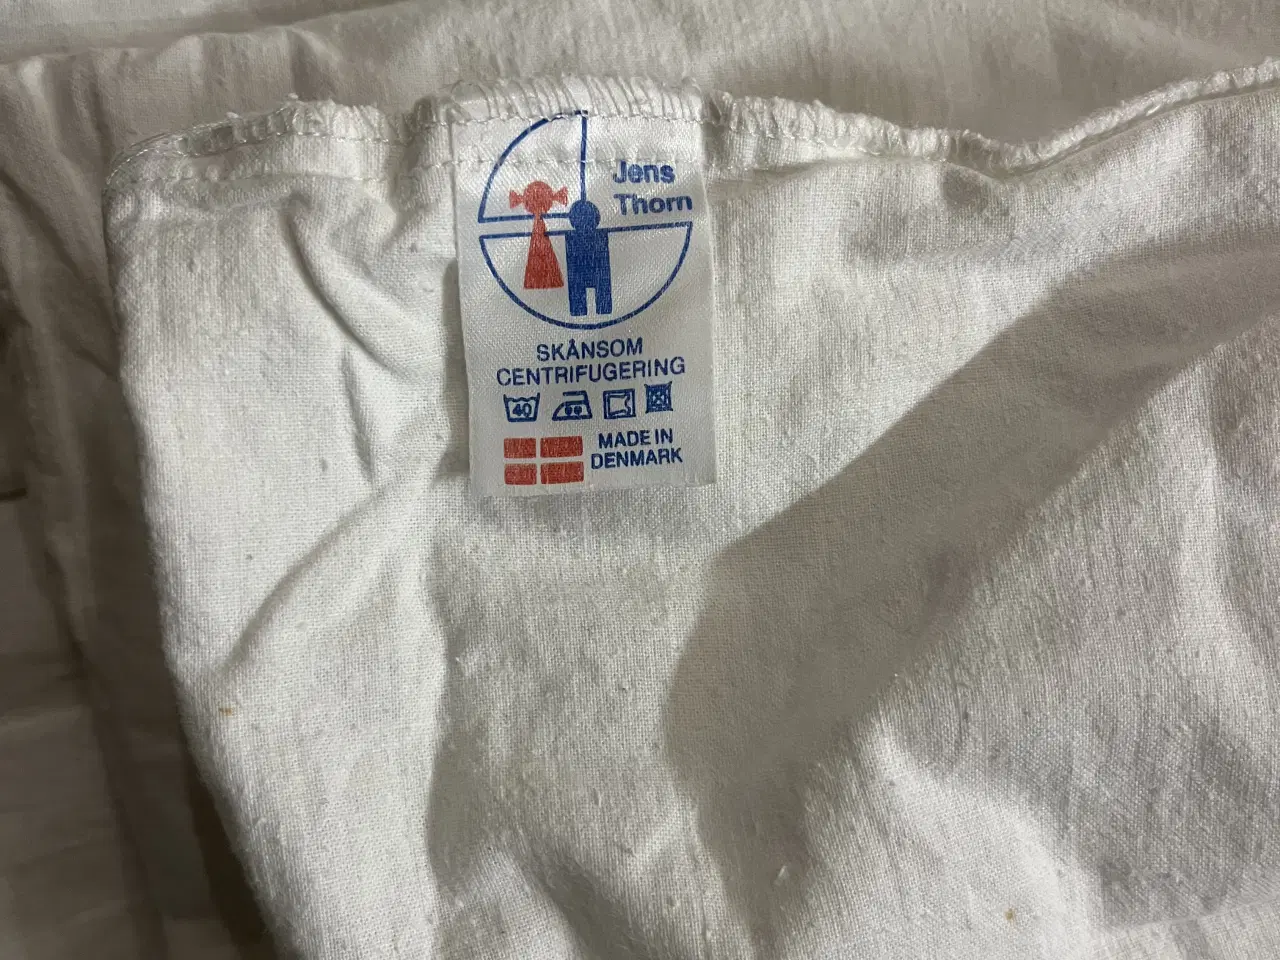 Jens
Thorn
SKÅNSOM
CENTRIFUGERING
40
MADE IN
DENMARK